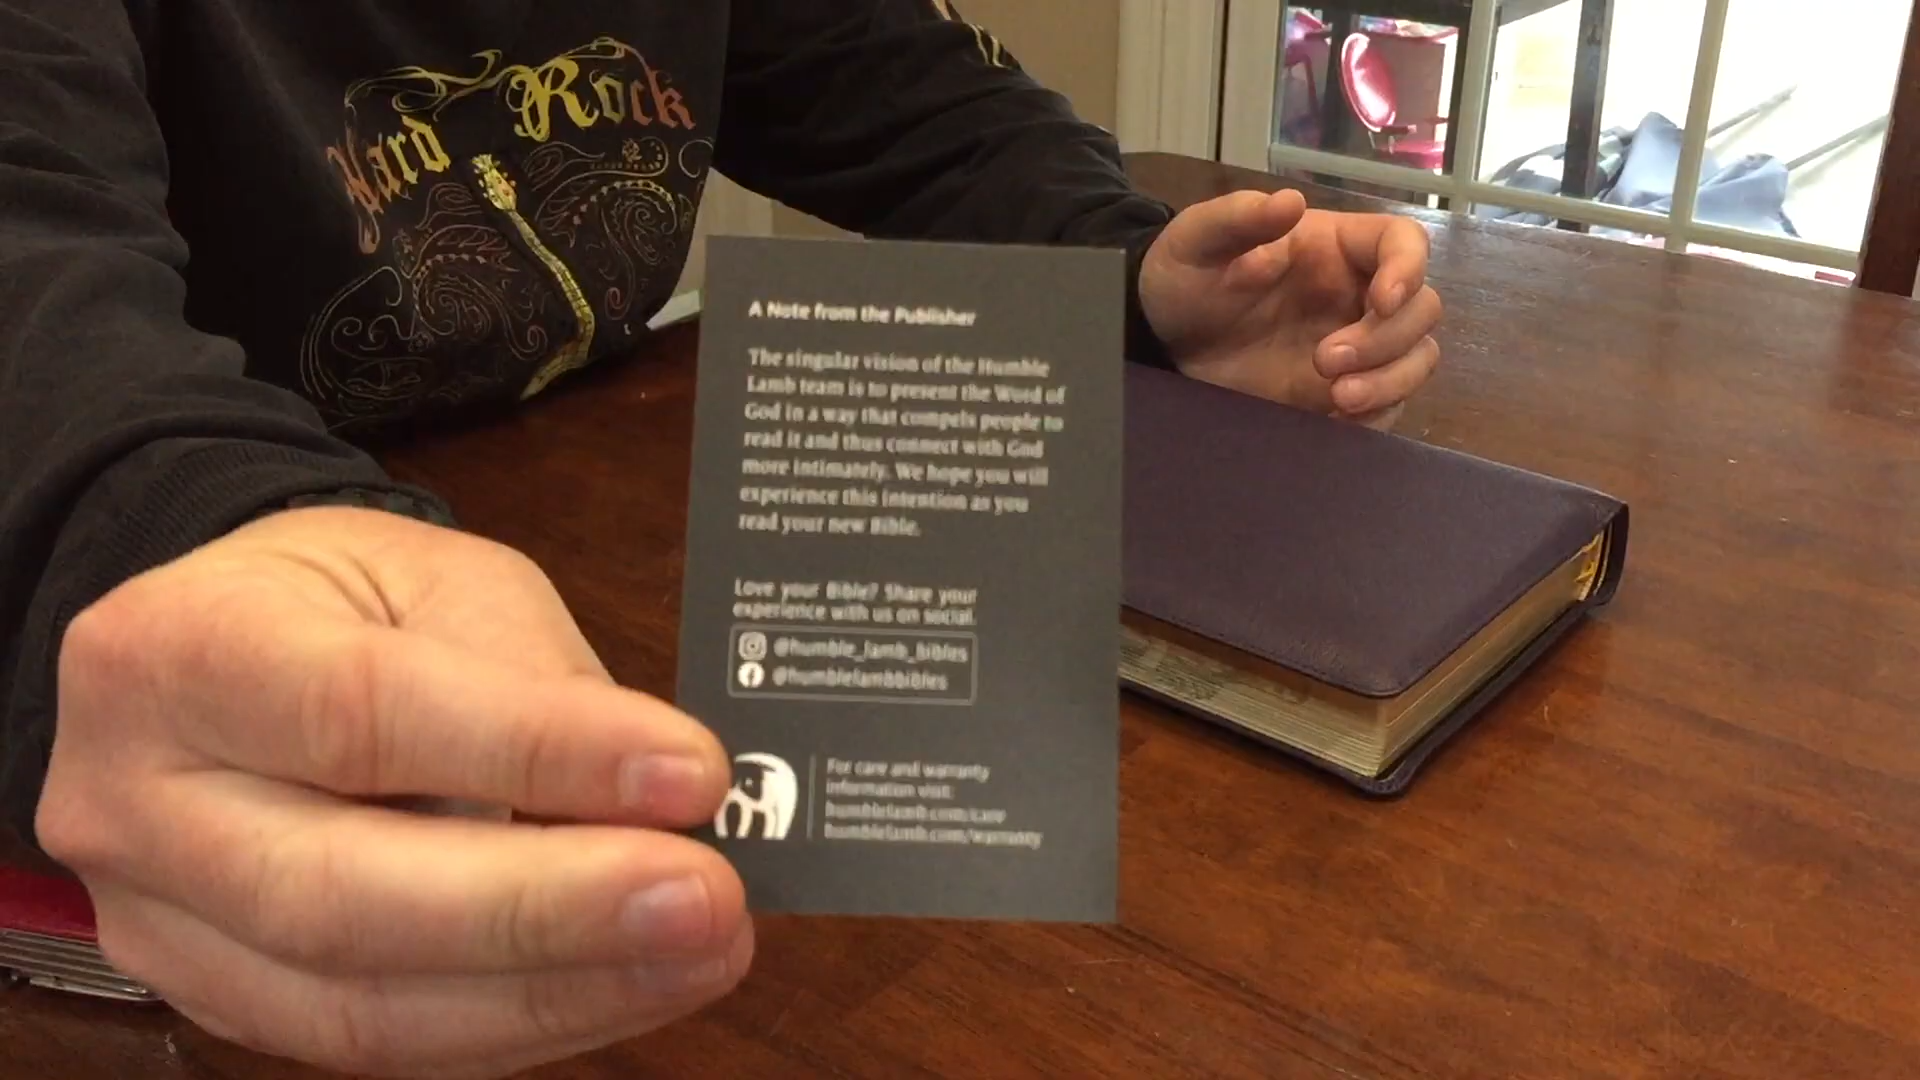 Hard Rock
A Note from the Publisher
The singular vision of the Humble
Lamb team is to present the Word of
God in a way that compels people to
read it and thus connect with God
more intimately. We hope you will
experience this intention as you
read your new Bible.
Love your Bible? Share your
experience with us on social.
@humble_lamb_bibles
@humblelambbibles
For care and warranty
information visit:
humblelamb.com/care
humblelamb.com/warranty